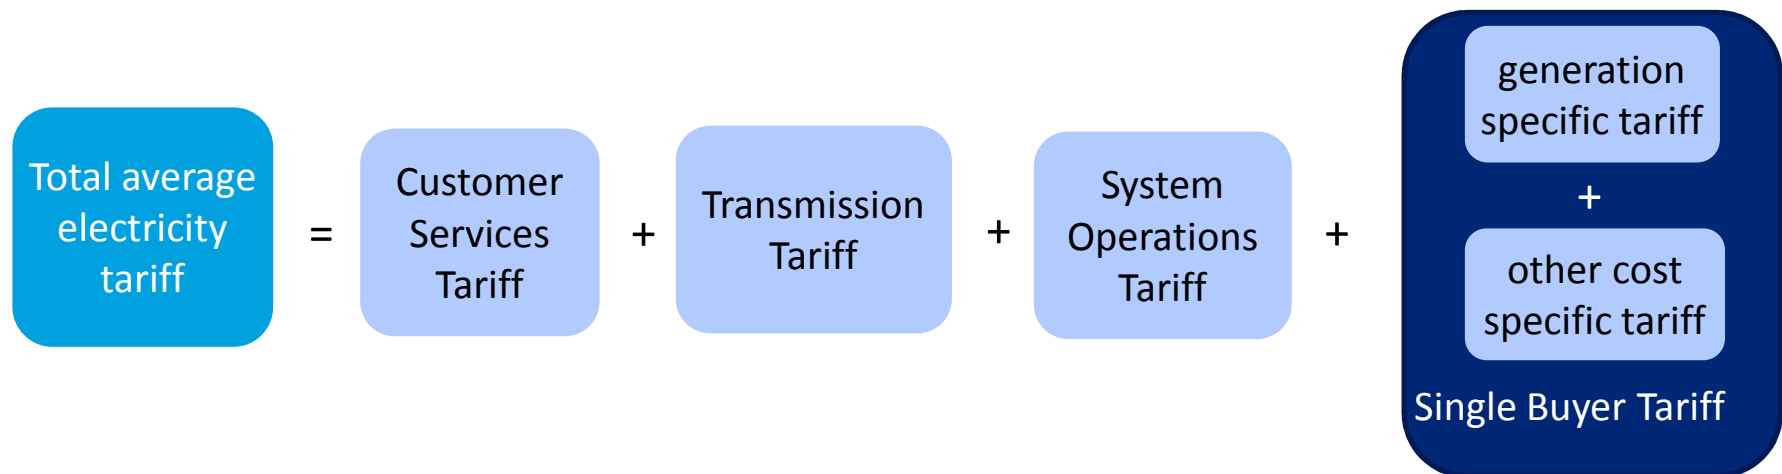 Total average
electricity
tariff
=
Customer
Services
Tariff
+
Transmission
Tariff
+
System
Operations
Tariff
+
generation
specific tariff
+
other cost
specific tariff
Single Buyer Tariff